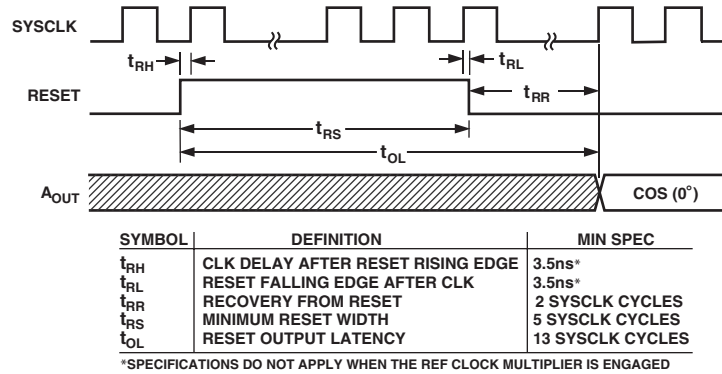 SYSCLK
tRH
tRL
RESET
tRR
tRS
tOL
AOUT
COS (0°)
SYMBOL DEFINITION MIN SPEC
tRH CLK DELAY AFTER RESET RISING EDGE 3.5ns*
tRL RESET FALLING EDGE AFTER CLK 3.5ns*
tRR RECOVERY FROM RESET 2 SYSCLK CYCLES
tRS MINIMUM RESET WIDTH 5 SYSCLK CYCLES
tOL RESET OUTPUT LATENCY 13 SYSCLK CYCLES
*SPECIFICATIONS DO NOT APPLY WHEN THE REF CLOCK MULTIPLIER IS ENGAGED